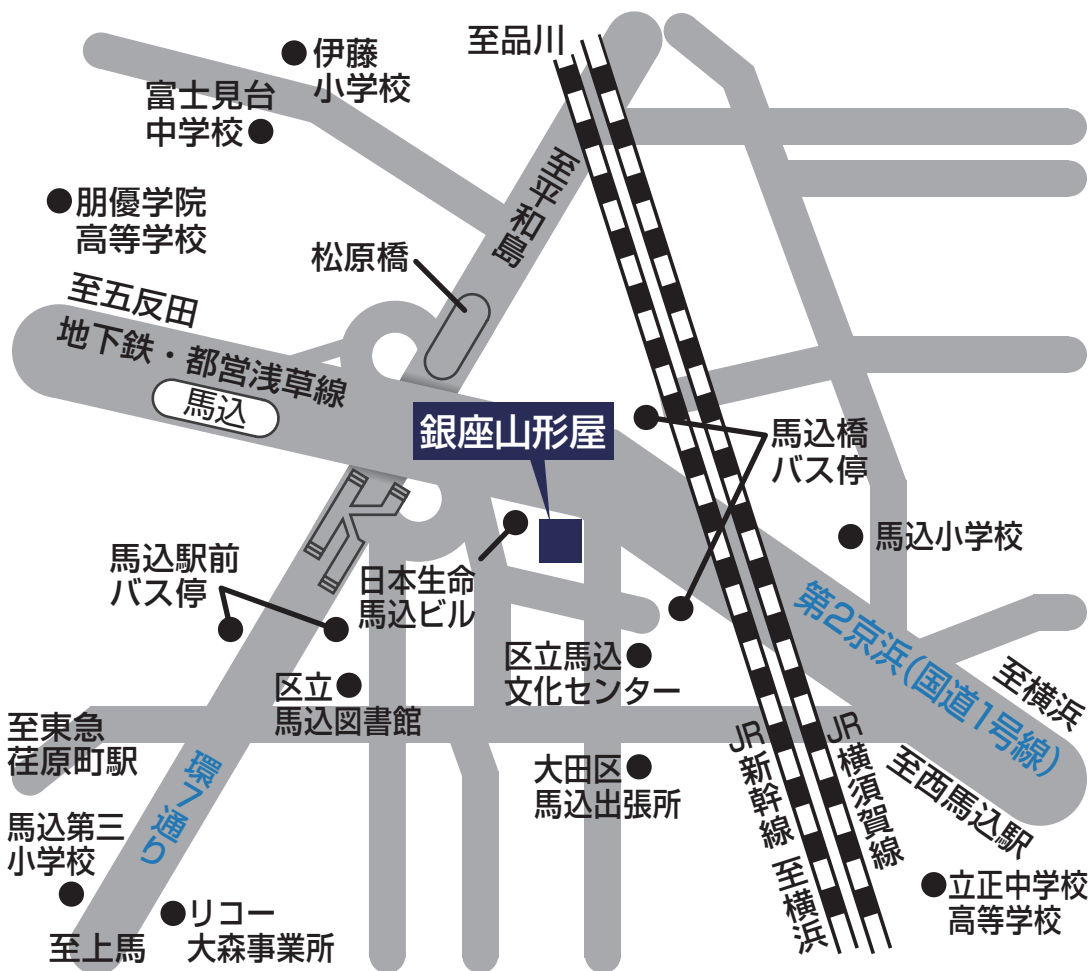 至品川
伊藤
小学校
富士見台
中学校
朋優学院
高等学校
至平和島
松原橋
至五反田
地下鉄・都営浅草線
馬込
銀座山形屋
馬込橋
バス停
馬込小学校
馬込駅前
バス停
日本生命
馬込ビル
第2京浜(国道1号線)
区立馬込
文化センター
区立
馬込図書館
至横浜
至東急
荏原町駅
環7通り
大田区
馬込出張所
JR新幹線
至横浜
JR横須賀線
至西馬込駅
馬込第三
小学校
立正中学校
高等学校
リコー
大森事業所
至上馬